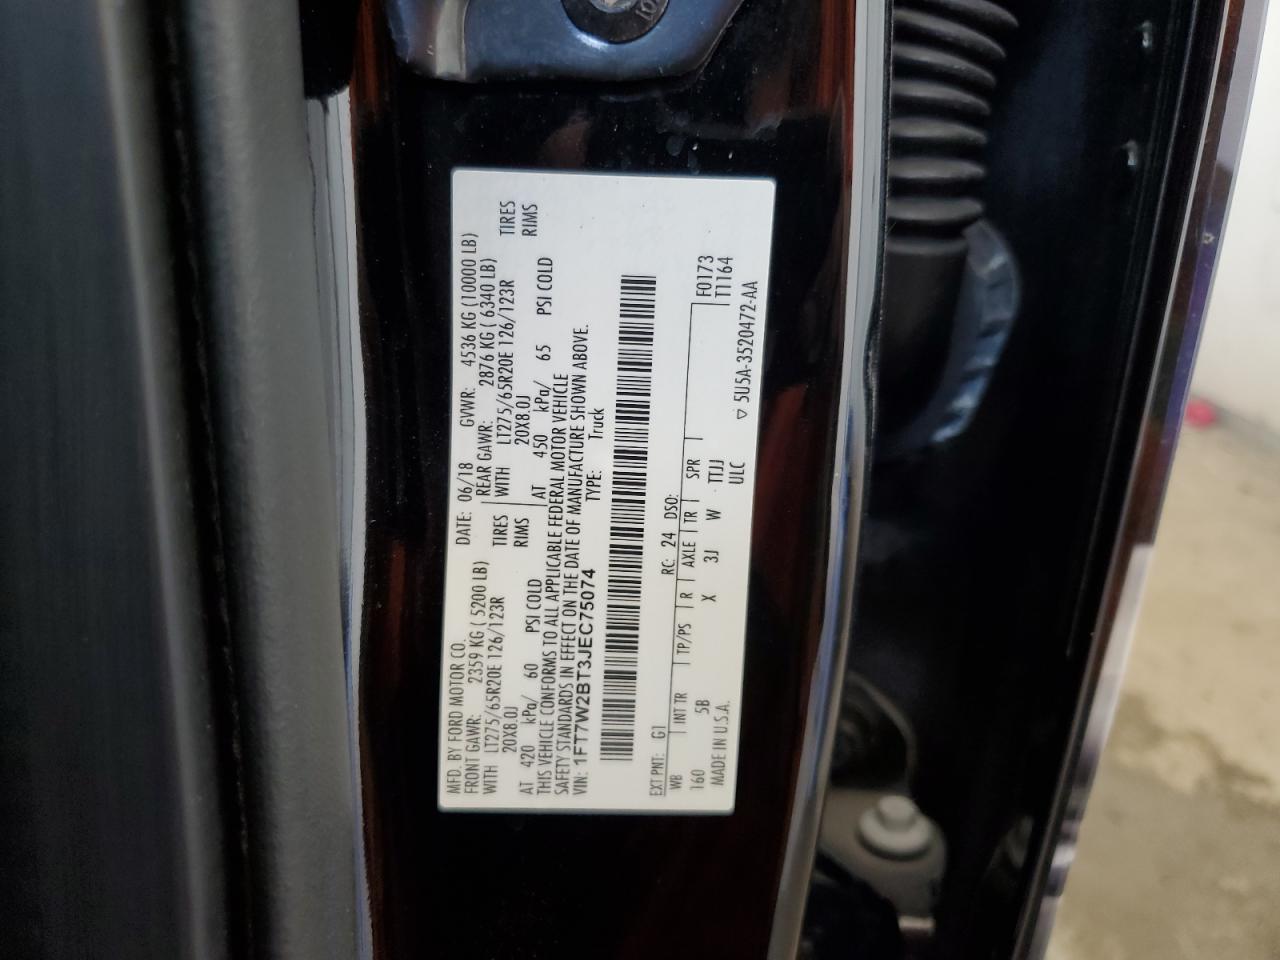 MFD. BY FORD MOTOR CO.
DATE: 06/18 GVWR: 4536 KG (10000 LB)
FRONT GAWR: 2359 KG ( 5200 LB) REAR GAWR: 2876 KG ( 6340 LB)
WITH LT275/65R20E 126/123R TIRES WITH LT275/65R20E 126/123R TIRES
20X8.0J RIMS 20X8.0J RIMS
AT 420 kPa/ 60 PSI COLD AT 450 kPa/ 65 PSI COLD
THIS VEHICLE CONFORMS TO ALL APPLICABLE FEDERAL MOTOR VEHICLE
SAFETY STANDARDS IN EFFECT ON THE DATE OF MANUFACTURE SHOWN ABOVE.
VIN: 1FT7W2BT3JEC75074 TYPE: Truck
EXT PNT: G1 RC: 24 DSO: F0173
WB INT TR TP/PS R AXLE TR SPR T1164
160 5B X 3J W TTJJ
MADE IN U.S.A. ULC ▽ 5U5A-3520472-AA